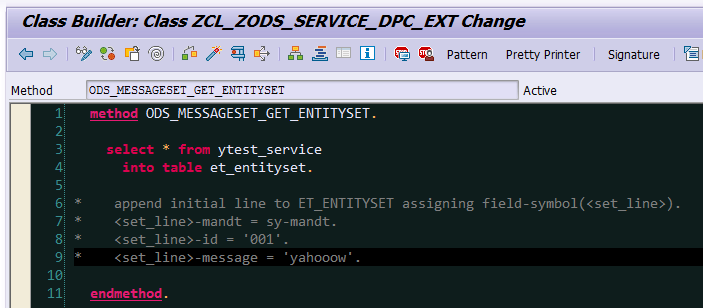 Class Builder: Class ZCL_ZODS_SERVICE_DPC_EXT Change
Pattern Pretty Printer Signature
Method ODS_MESSAGESET_GET_ENTITYSET Active
1 method ODS_MESSAGESET_GET_ENTITYSET.
2
3 select * from ytest_service
4 into table et_entityset.
5
6 * append initial line to ET_ENTITYSET assigning field-symbol(<set_line>).
7 * <set_line>-mandt = sy-mandt.
8 * <set_line>-id = '001'.
9 * <set_line>-message = 'yahooow'.
10
11 endmethod.